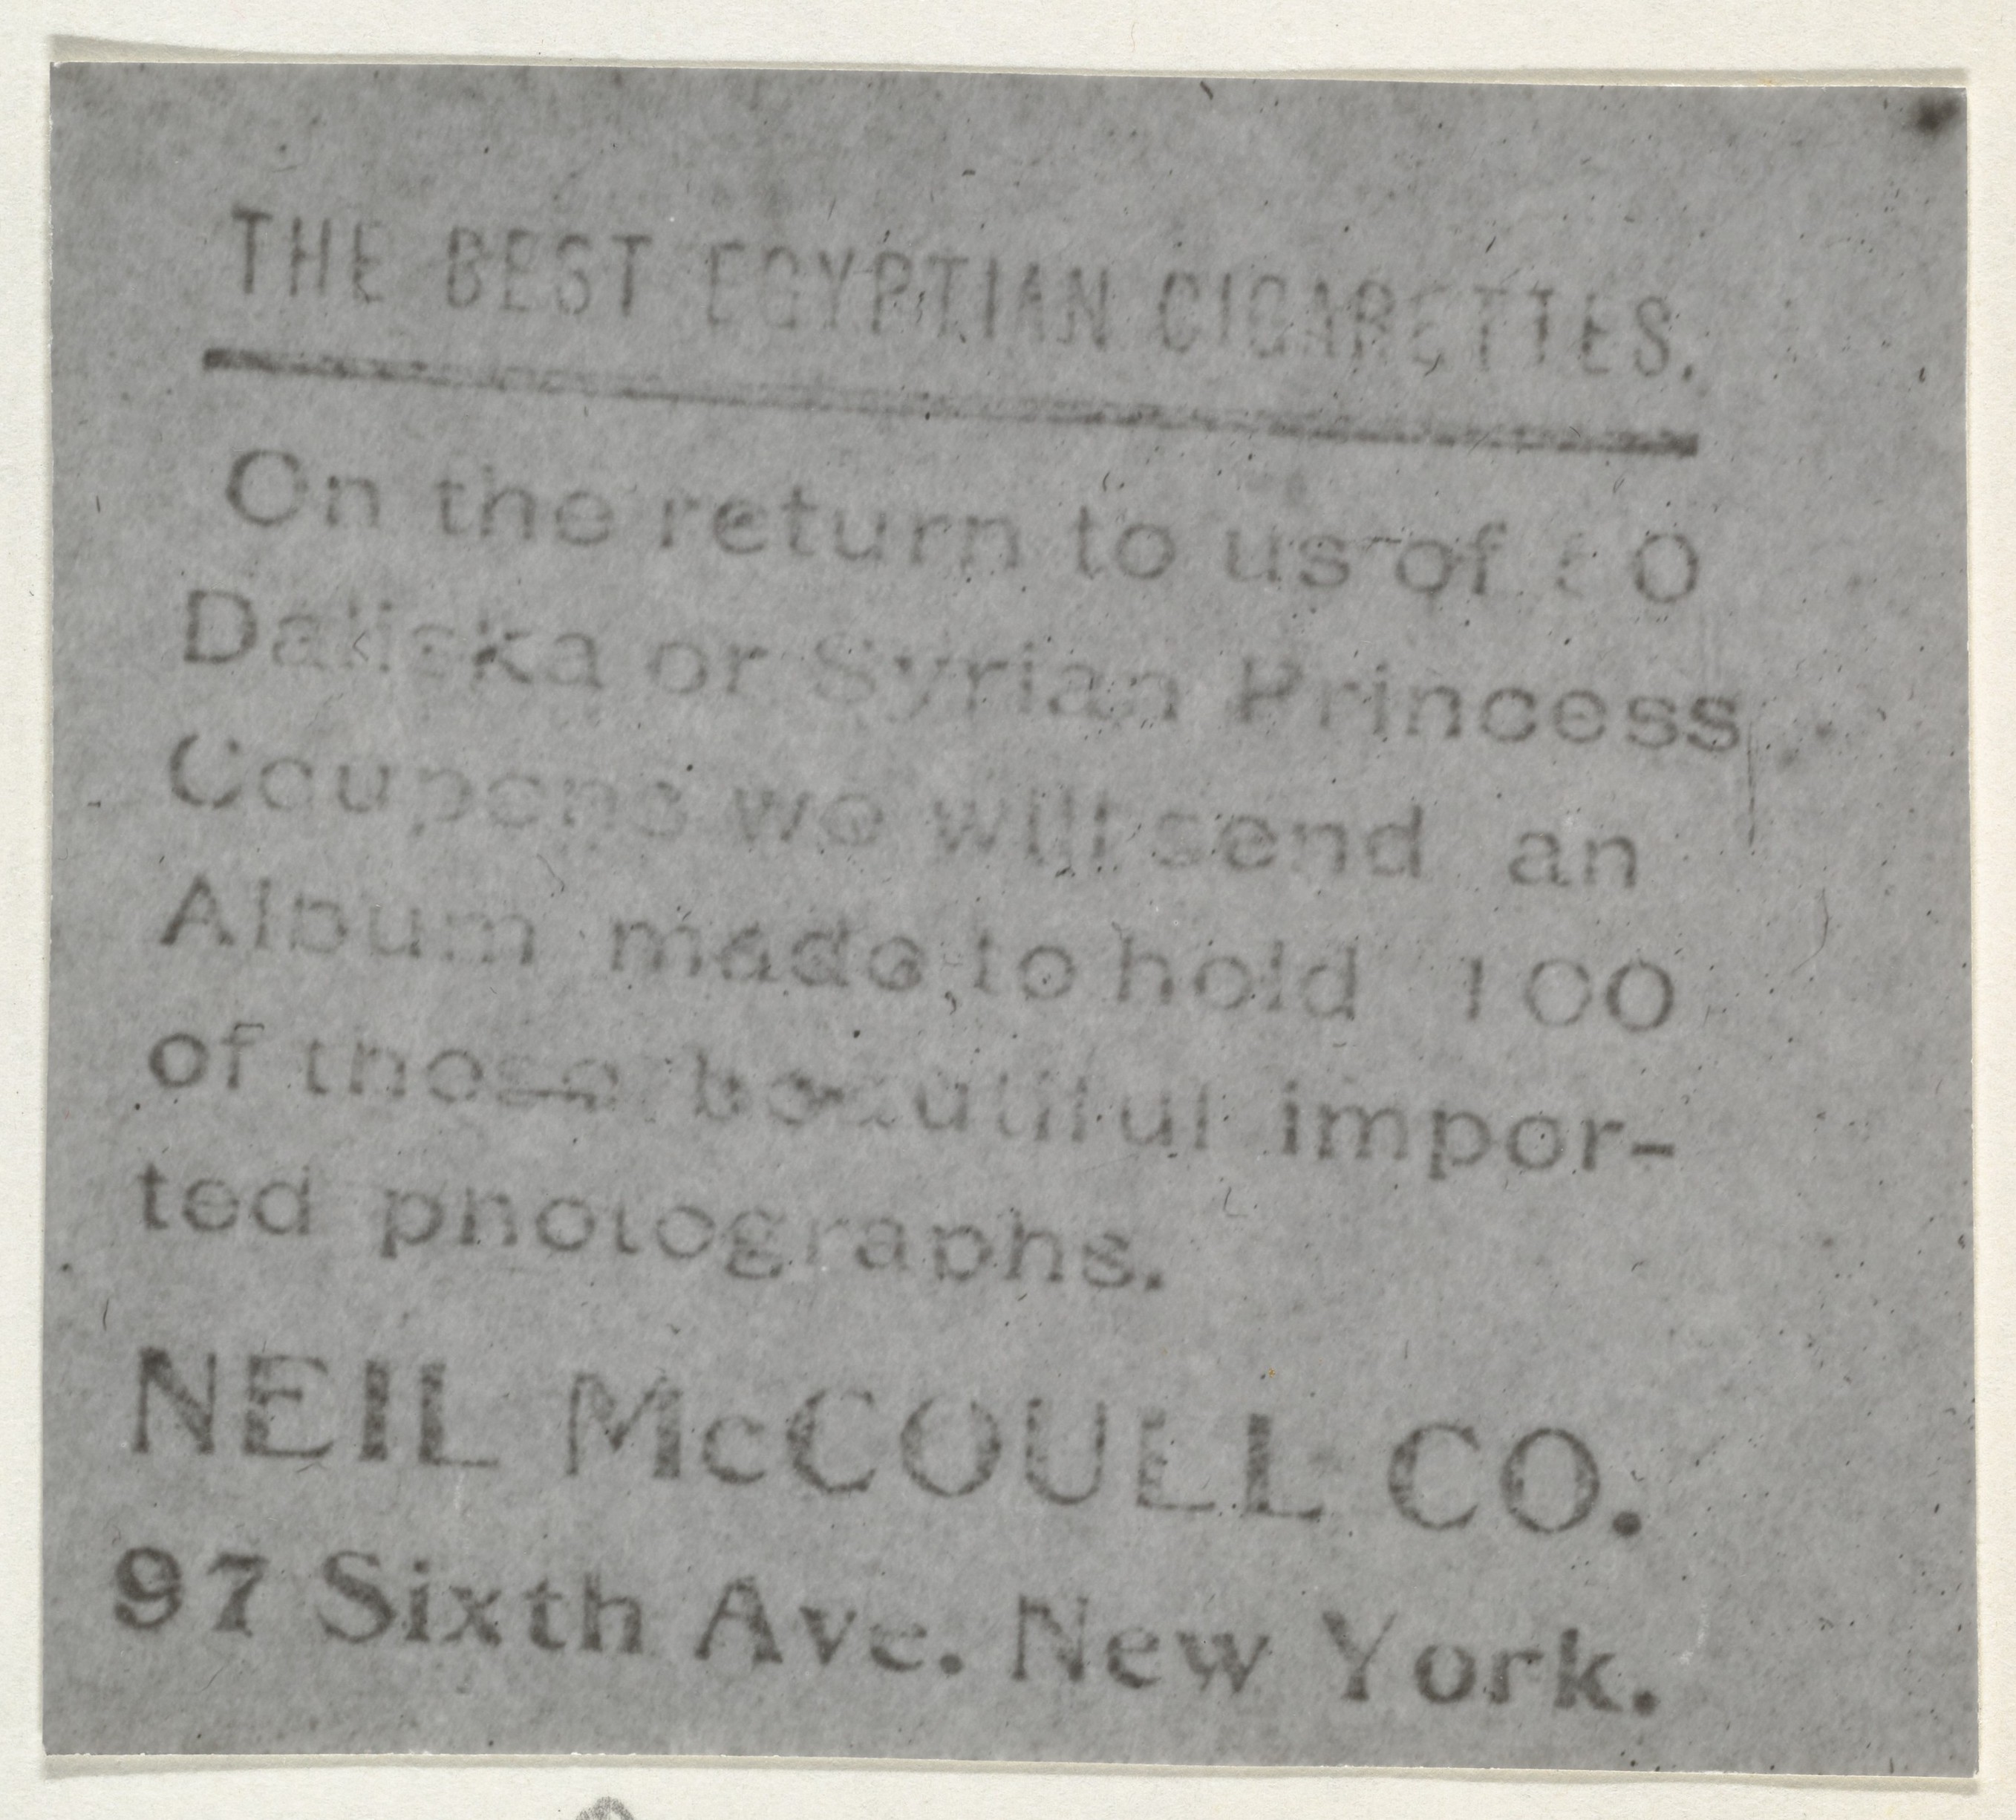 THE BEST EGYPTIAN CIGARETTES.
On the return to us of
Daliska or Syrian Princess
Coupons we will send an
Album made to hold 100
of these beautiful impor-
ted photographs.
NEIL McCOULL CO.
97 Sixth Ave. New York.